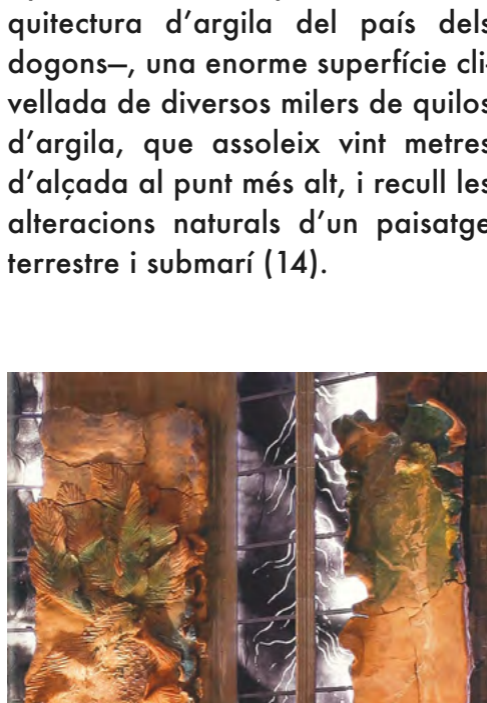 quitectura d’argila del país dels
dogons—, una enorme superfície cli-
vellada de diversos milers de quilos
d’argila, que assoleix vint metres
d’alçada al punt més alt, i recull les
alteracions naturals d’un paisatge
terrestre i submarí (14).